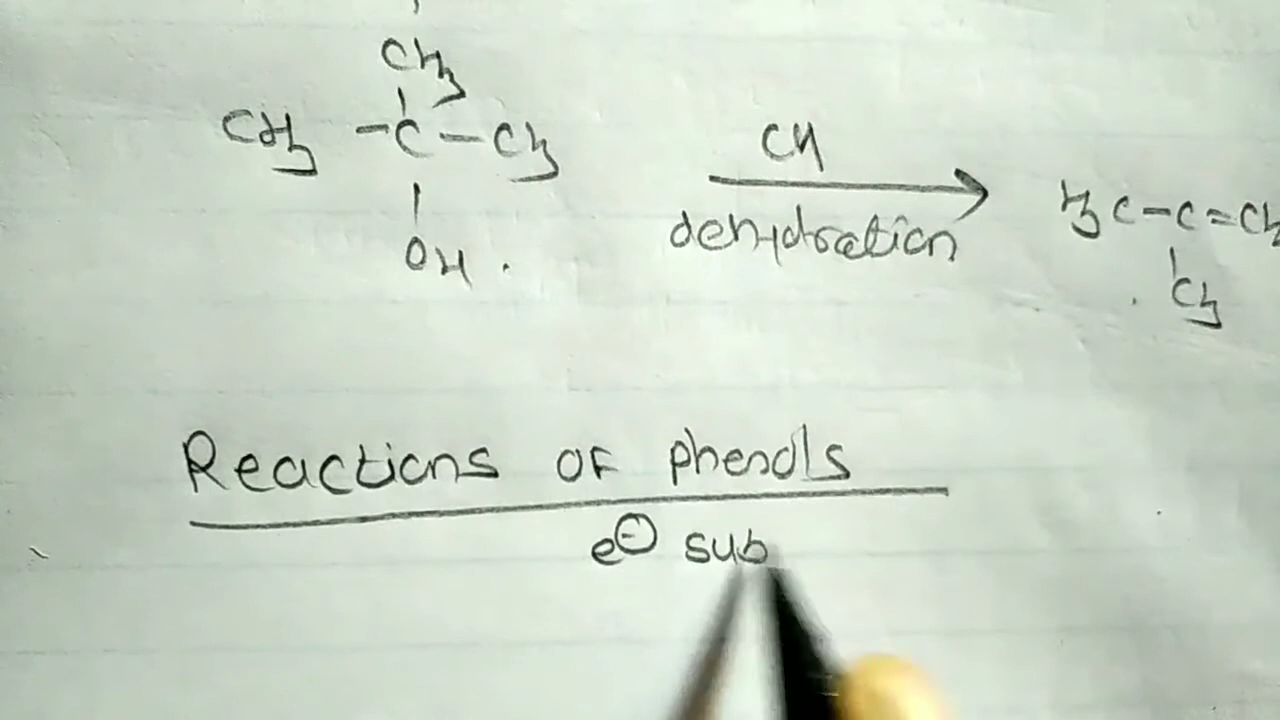 CH3
CH3 - C - CH3
OH .
CH
dehydration
H3C-C=CH
CH3
Reactions OF phenols
e⊖ sub